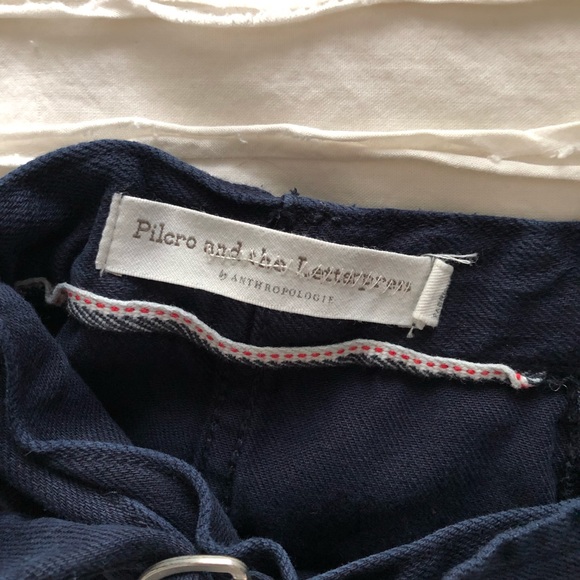 Pilcro and the Letterpress
by ANTHROPOLOGIE